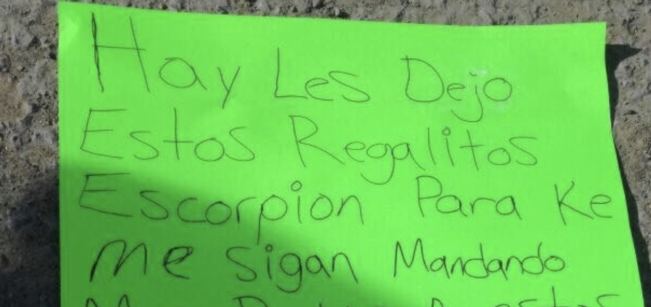 Hay Les Dejo
Estos Regalitos
Escorpion Para Ke
me sigan Mandando